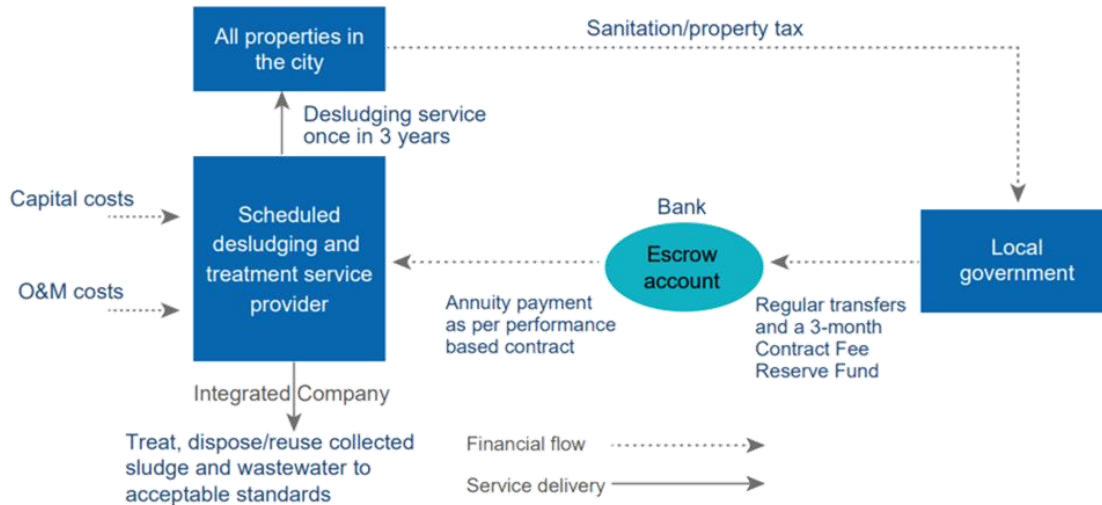 All properties in
the city
Sanitation/property tax
Desludging service
once in 3 years
Capital costs
O&M costs
Scheduled
desludging and
treatment service
provider
Bank
Escrow
account
Local
government
Annuity payment
as per performance
based contract
Regular transfers
and a 3-month
Contract Fee
Reserve Fund
Integrated Company
Treat, dispose/reuse collected
sludge and wastewater to
acceptable standards
Financial flow
Service delivery